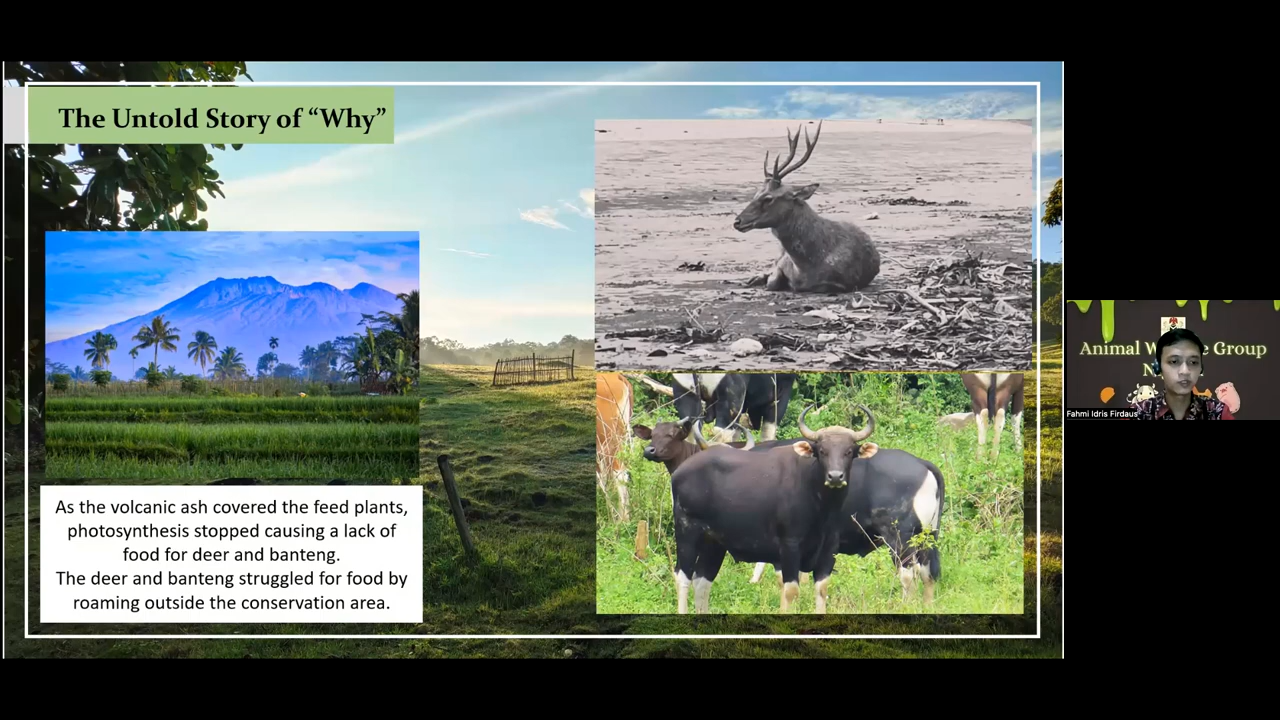 The Untold Story of “Why”
As the volcanic ash covered the feed plants,
photosynthesis stopped causing a lack of
food for deer and banteng.
The deer and banteng struggled for food by
roaming outside the conservation area.
Animal W e Group
N
Fahmi Idris Firdaus